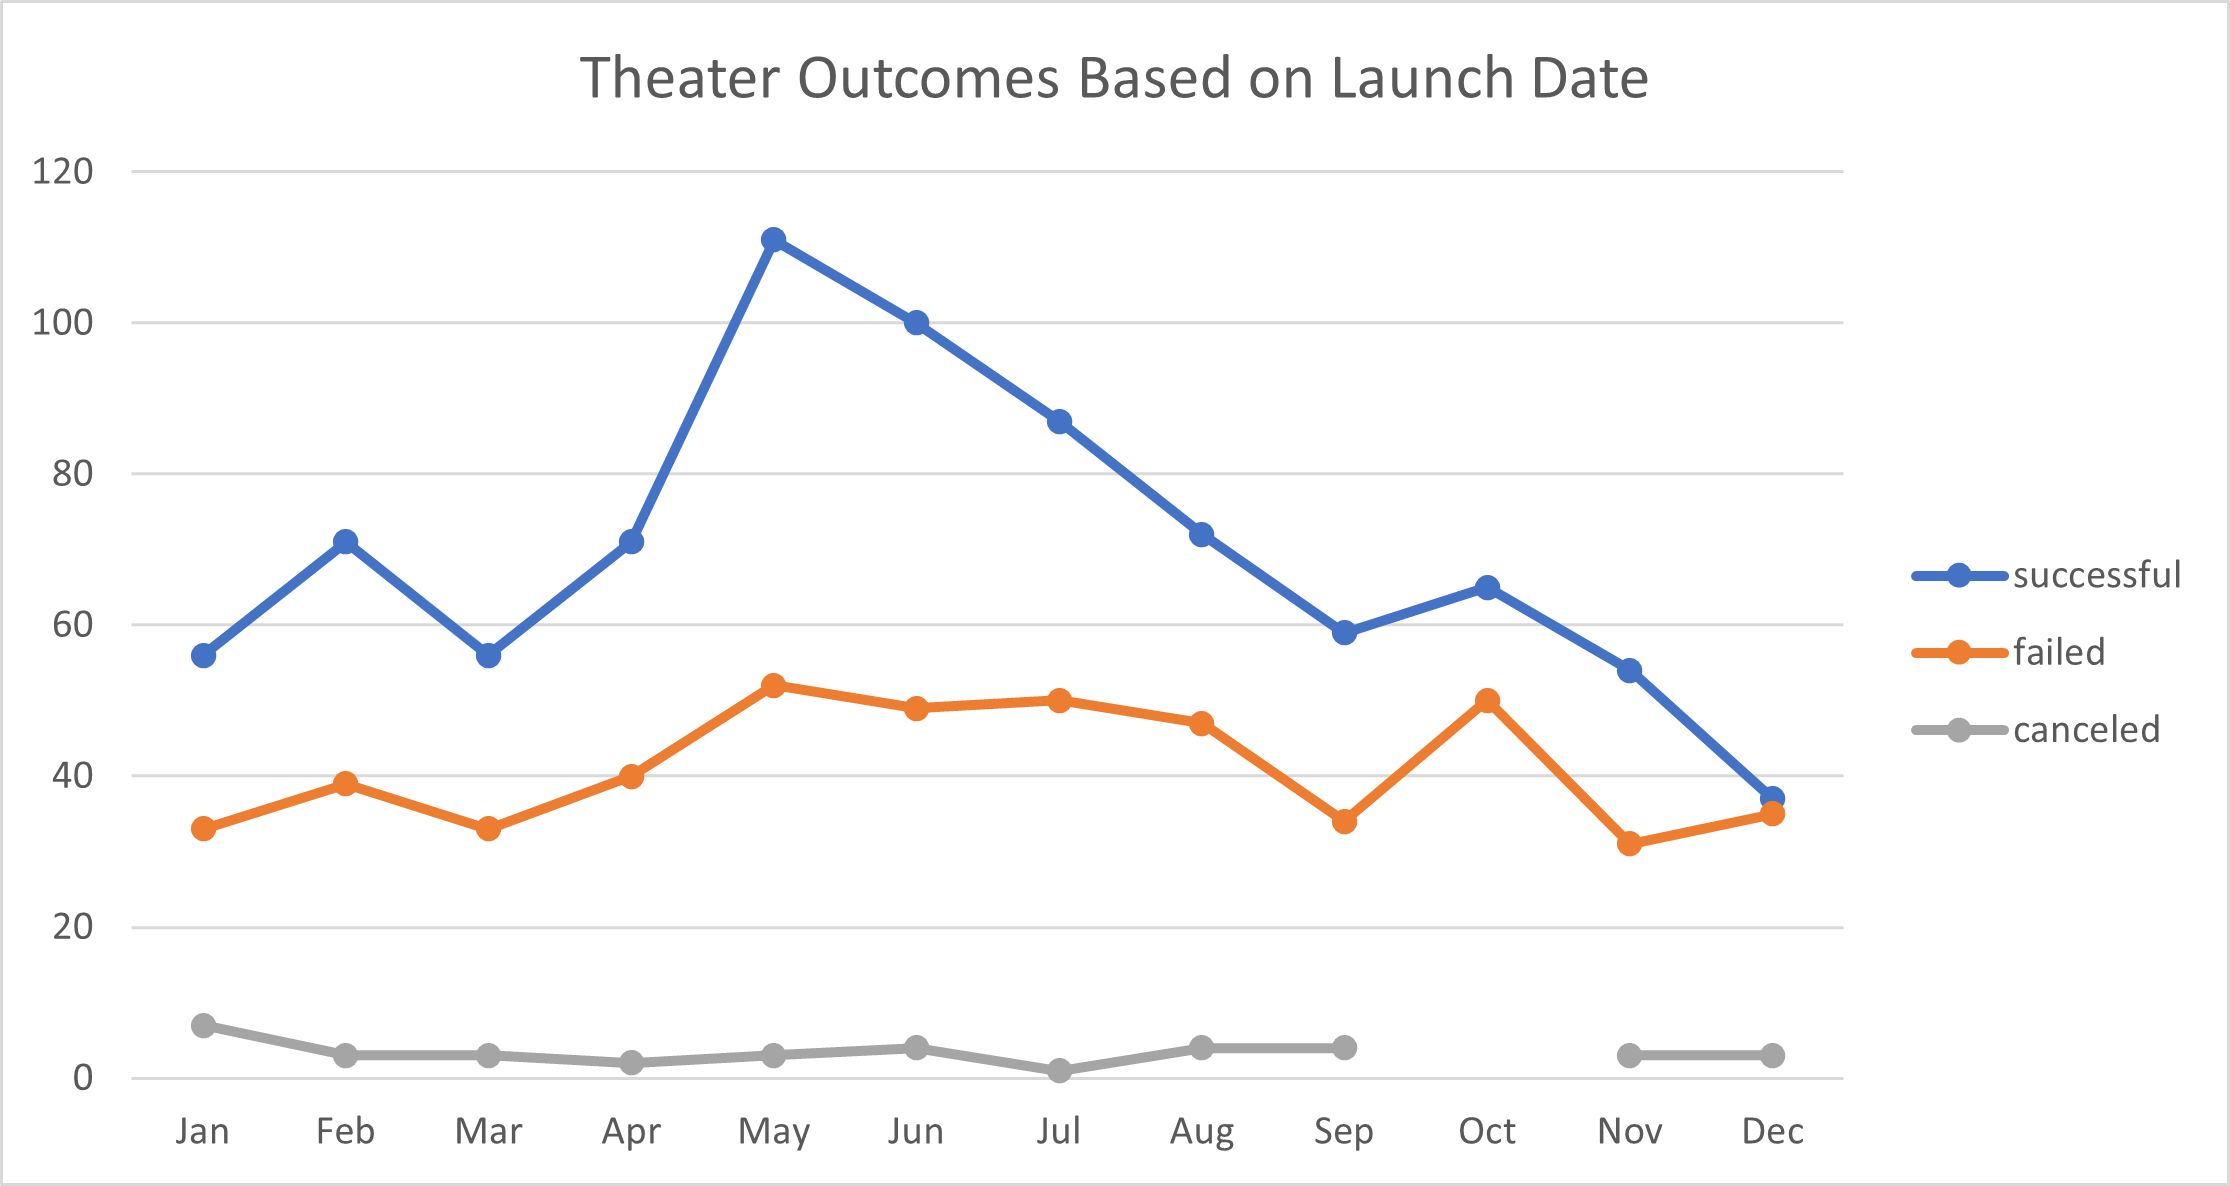 Theater Outcomes Based on Launch Date
120
100
80
60
40
20
0
Jan Feb Mar Apr May Jun Jul Aug Sep Oct Nov Dec
successful
failed
canceled